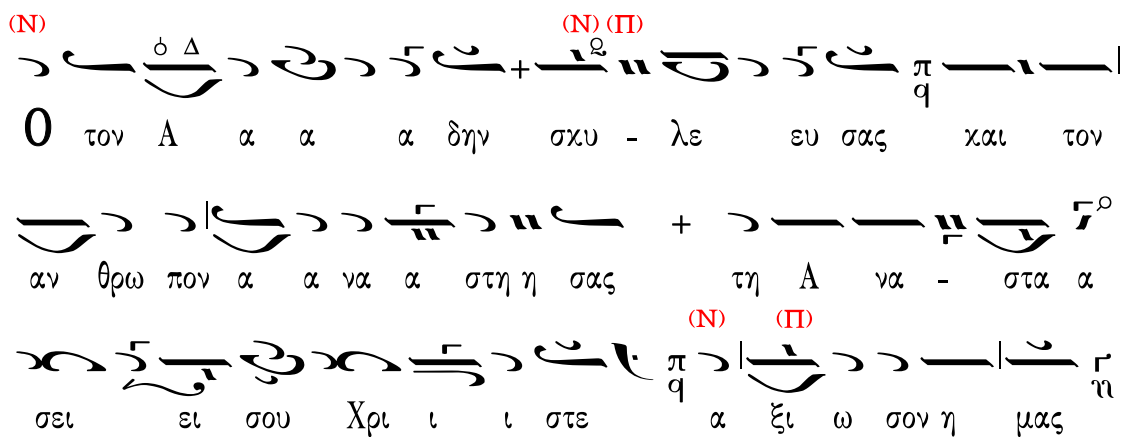 (Ν) (Ν) (Π)
Ο τον Α α α α δην σκυ - λε ευ σας και τον
αν θρω πον α α να α στη η σας τη Α να - στα α
(Ν) (Π)
σει ει σου Χρι ι ι στε α ξι ω σον η μας